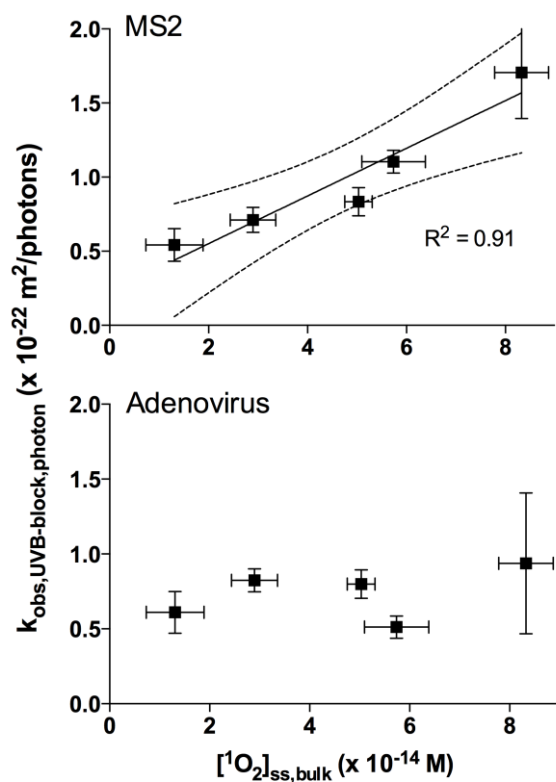 MS2
2.0
1.5
1.0
0.5
0.0
R² = 0.91
0 2 4 6 8
k_obs,UVB-block,photon (x 10⁻²² m²/photons)
Adenovirus
2.0
1.5
1.0
0.5
0.0
0 2 4 6 8
[¹O₂]ss,bulk (x 10⁻¹⁴ M)